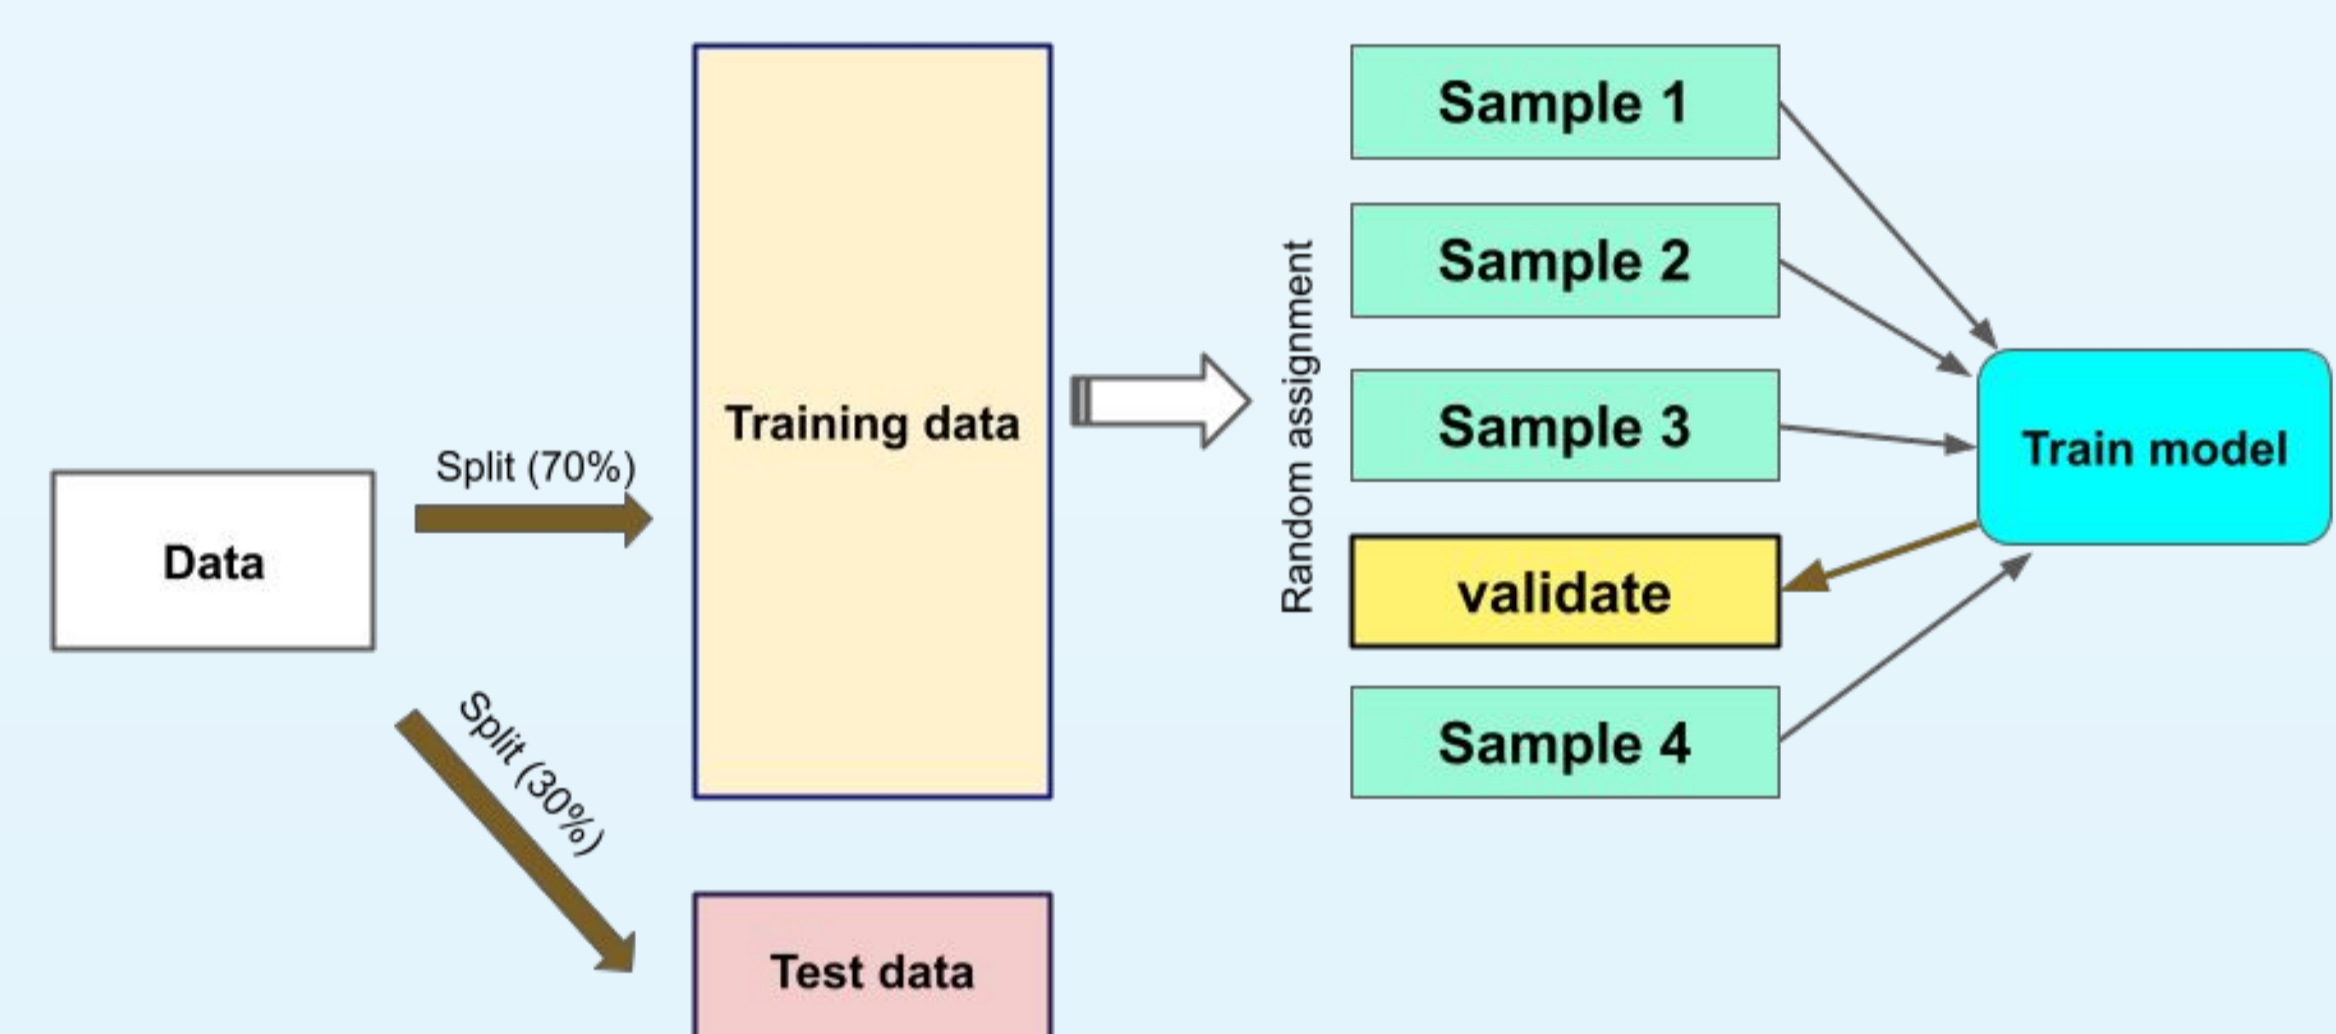 Data
Split (70%)
Split (30%)
Training data
Test data
Random assignment
Sample 1
Sample 2
Sample 3
validate
Sample 4
Train model